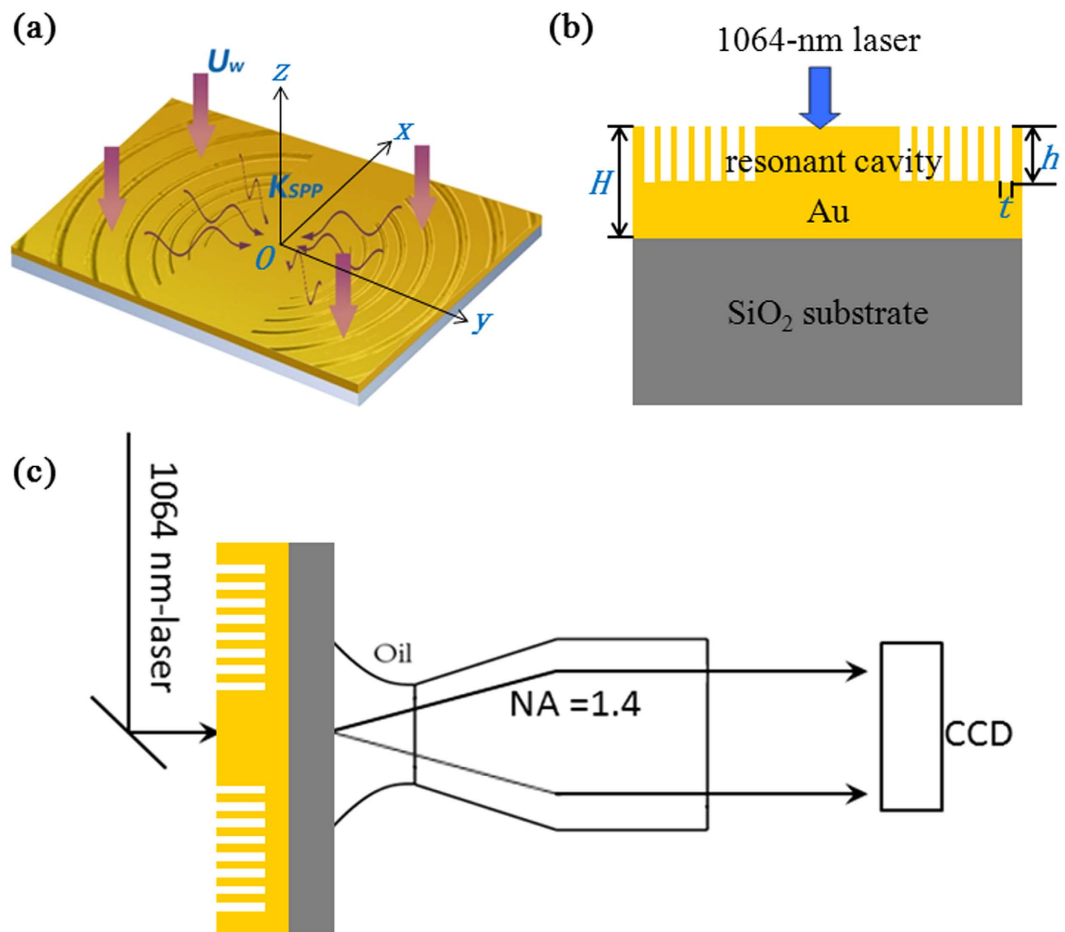 (a)
Uw
z
x
KSPP
O
y
(b)
1064-nm laser
resonant cavity
H
h
Au
t
SiO₂ substrate
(c)
1064 nm-laser
Oil
NA =1.4
CCD